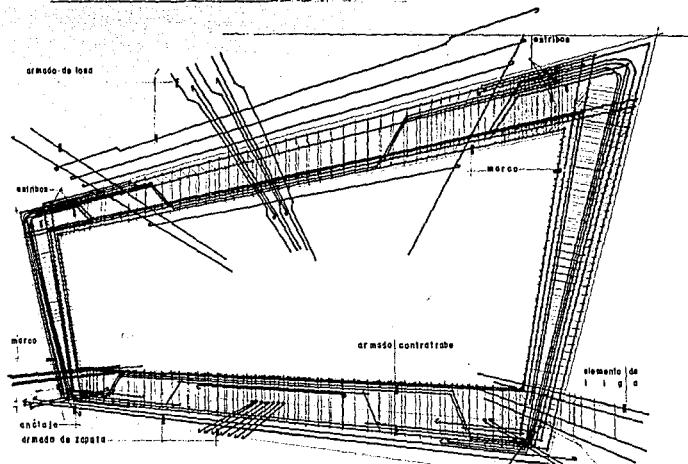 estribos
armado de losa
marco
estribos
marco
armado contratrabe
elemento de
liga
anclaje
armado de zapata